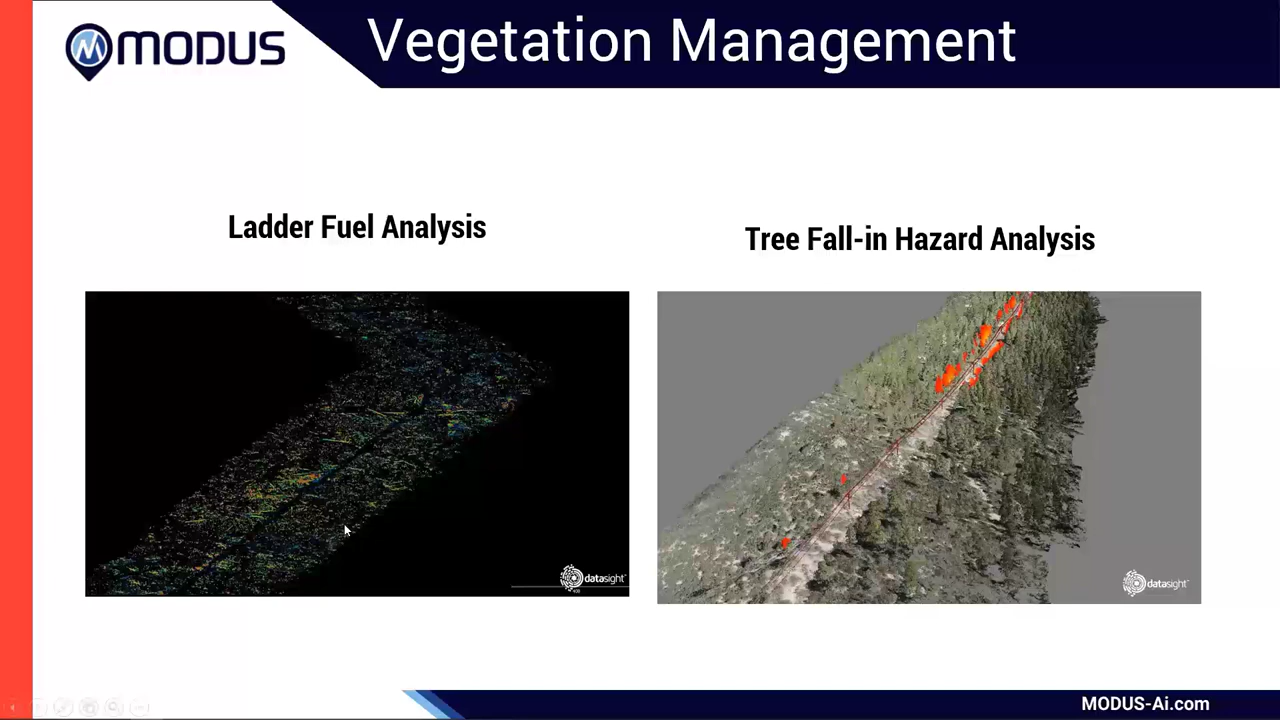 MODUS
Vegetation Management
Ladder Fuel Analysis
Tree Fall-in Hazard Analysis
datasight
datasight
MODUS-Ai.com